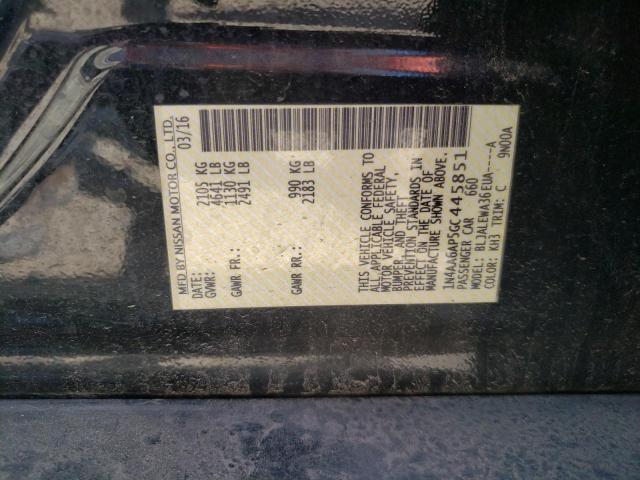 MFD BY NISSAN MOTOR CO., LTD.
DATE: 03/16
GVWR: 2105 KG
4641 LB
GAWR FR: 1130 KG
2491 LB
GAWR RR: 990 KG
2183 LB
THIS VEHICLE CONFORMS TO
ALL APPLICABLE FEDERAL
MOTOR VEHICLE SAFETY,
BUMPER, AND THEFT
PREVENTION STANDARDS IN
EFFECT ON THE DATE OF
MANUFACTURE SHOWN ABOVE.
1N4AA6AP5GC445851
PASSENGER CAR 660
MODEL: BLJALEWA36EUA----A
COLOR: KH3 TRIM: C 9N00A